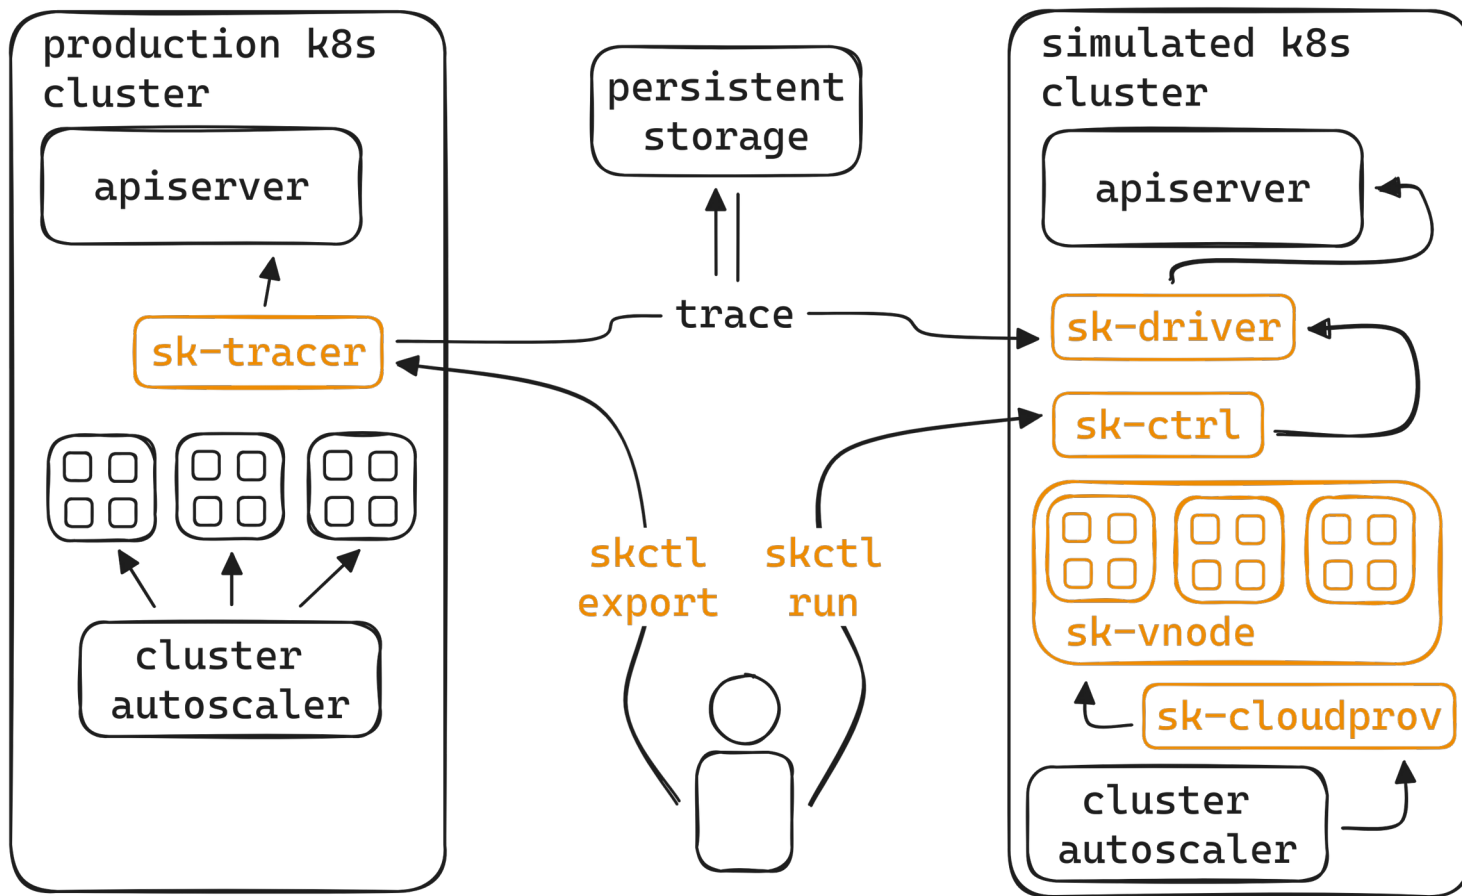 production k8s
cluster
apiserver
sk-tracer
cluster
autoscaler
persistent
storage
trace
skctl
export
skctl
run
simulated k8s
cluster
apiserver
sk-driver
sk-ctrl
sk-vnode
sk-cloudprov
cluster
autoscaler